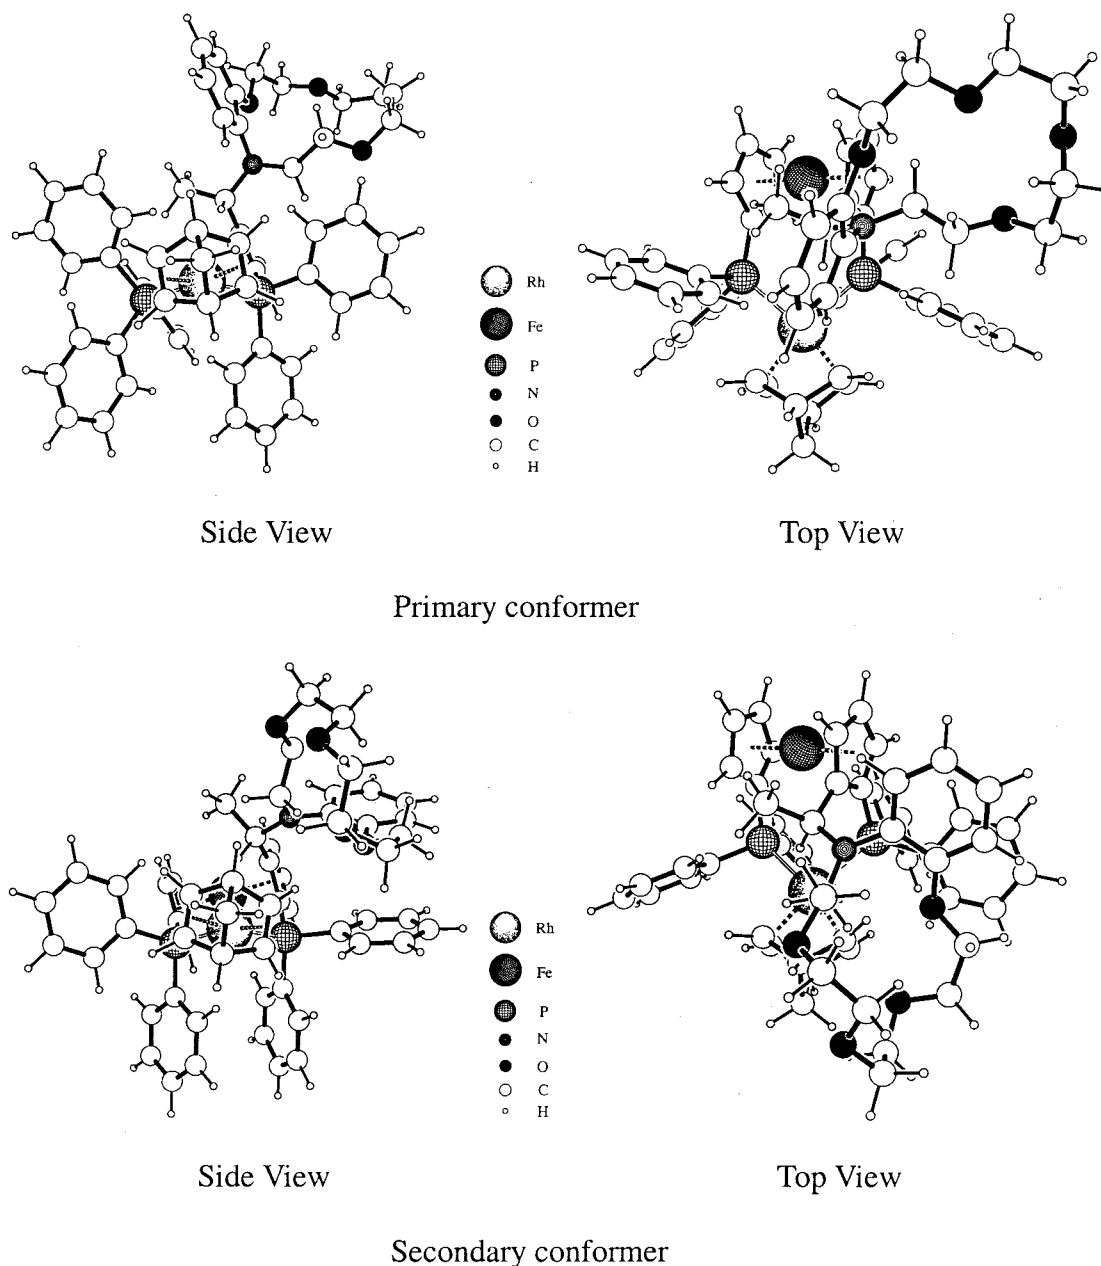 Rh
Fe
P
N
O
C
H
Side View
Top View
Primary conformer
Rh
Fe
P
N
O
C
H
Side View
Top View
Secondary conformer